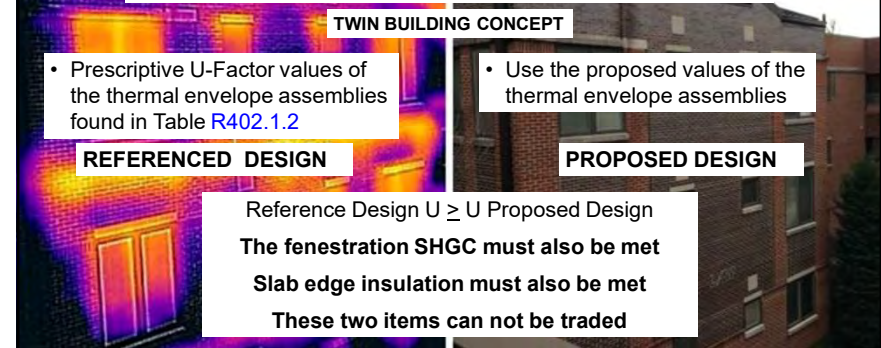 TWIN BUILDING CONCEPT
• Prescriptive U-Factor values of
the thermal envelope assemblies
found in Table R402.1.2
• Use the proposed values of the
thermal envelope assemblies
REFERENCED DESIGN
PROPOSED DESIGN
Reference Design U ≥ U Proposed Design
The fenestration SHGC must also be met
Slab edge insulation must also be met
These two items can not be traded